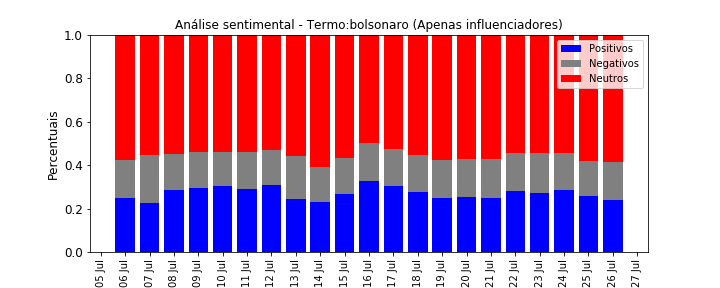 Análise sentimental - Termo:bolsonaro (Apenas influenciadores)
Percentuais
1.0
0.8
0.6
0.4
0.2
0.0
Positivos
Negativos
Neutros
05 Jul
06 Jul
07 Jul
08 Jul
09 Jul
10 Jul
11 Jul
12 Jul
13 Jul
14 Jul
15 Jul
16 Jul
17 Jul
18 Jul
19 Jul
20 Jul
21 Jul
22 Jul
23 Jul
24 Jul
25 Jul
26 Jul
27 Jul